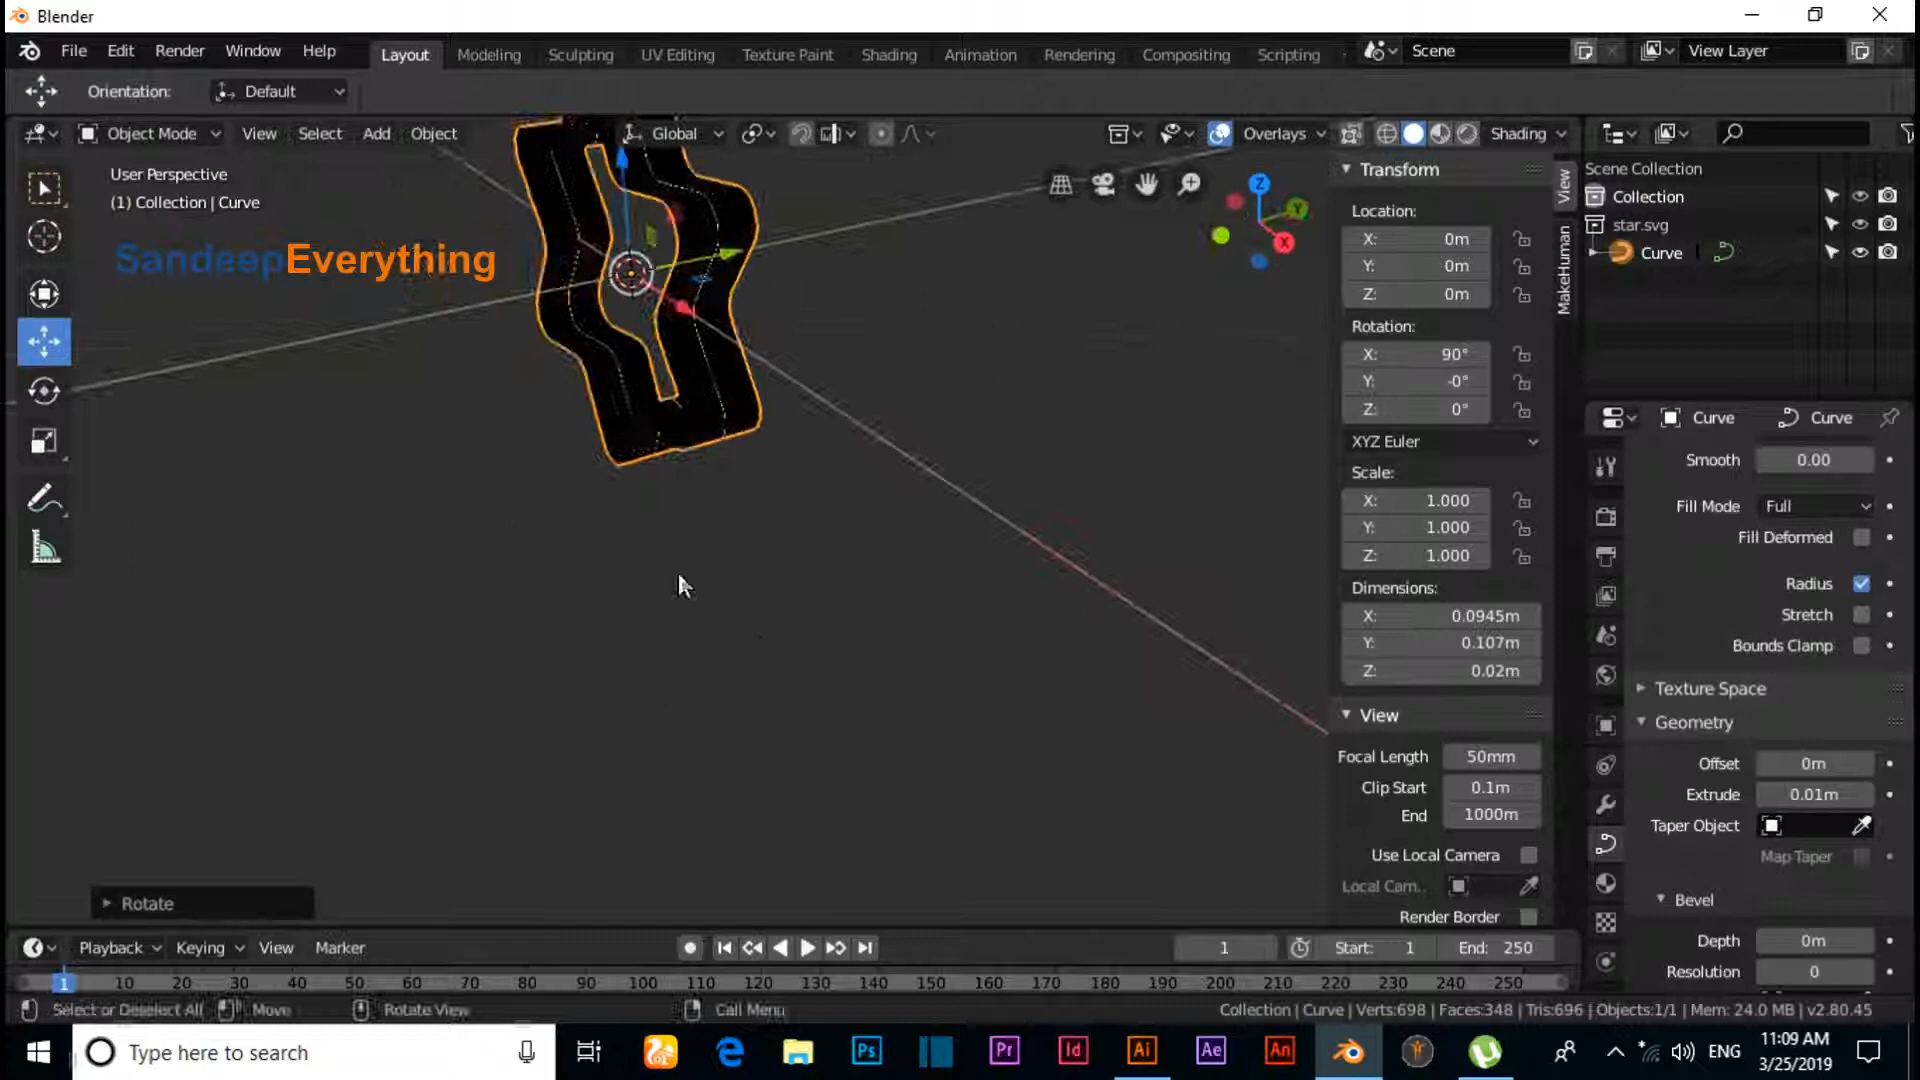 Blender
File Edit Render Window Help Layout Modeling Sculpting UV Editing Texture Paint Shading Animation Rendering Compositing Scripting Scene View Layer
Orientation: Default
Object Mode View Select Add Object Global Overlays Shading
User Perspective
(1) Collection | Curve
SandeepEverything
Z
Y
X
Transform
Location:
X: 0m
Y: 0m
Z: 0m
Rotation:
X: 90°
Y: -0°
Z: 0°
XYZ Euler
Scale:
X: 1.000
Y: 1.000
Z: 1.000
Dimensions:
X: 0.0945m
Y: 0.107m
Z: 0.02m
View
Focal Length 50mm
Clip Start 0.1m
End 1000m
Use Local Camera
Local Cam..
Render Border
View
MakeHuman
Scene Collection
Collection
star.svg
Curve
Curve Curve
Smooth 0.00
Fill Mode Full
Fill Deformed
Radius
Stretch
Bounds Clamp
Texture Space
Geometry
Offset 0m
Extrude 0.01m
Taper Object
Map Taper
Bevel
Depth 0m
Resolution 0
Rotate
Playback Keying View Marker 1 Start: 1 End: 250
1 10 20 30 40 50 60 70 80 90 100 110 120 130 140 150 160 170 180 190 200 210 220 230 240 250
Select or Deselect All Move Rotate View Call Menu Collection | Curve | Verts:698 | Faces:348 | Tris:696 | Objects:1/1 | Mem: 24.0 MB | v2.80.45
Type here to search Ps Pr Id Ai Ae An ENG 11:09 AM
3/25/2019